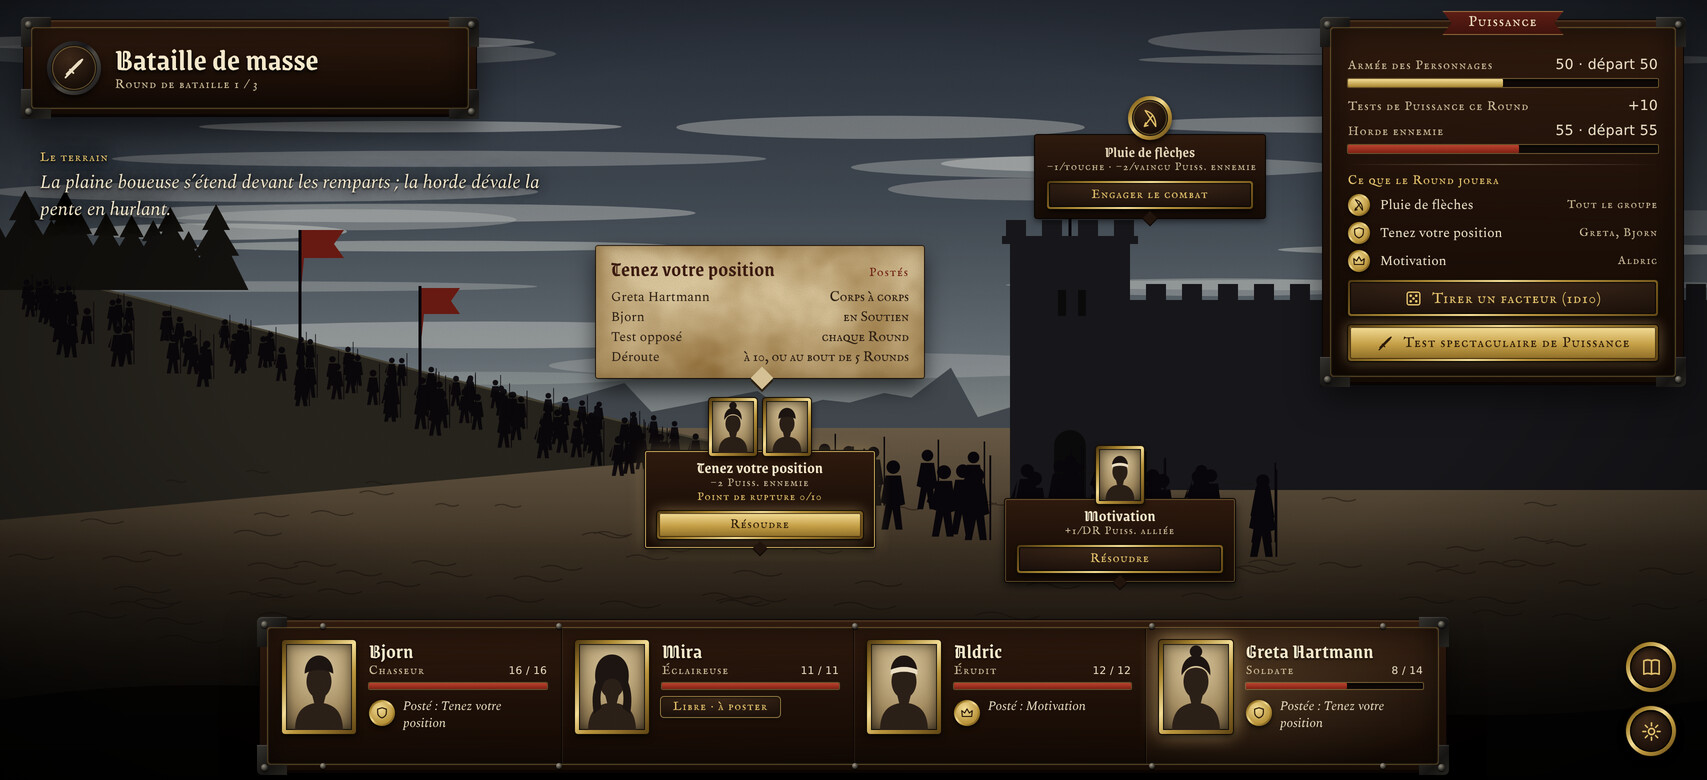 Bataille de masse
Round de bataille 1 / 3
Le terrain
La plaine boueuse s'étend devant les remparts ; la horde dévale la
pente en hurlant.
Pluie de flèches
−1/touche · −2/vaincu Puiss. ennemie
Engager le combat
Puissance
Armée des Personnages 50 · départ 50
Tests de Puissance ce Round +10
Horde ennemie 55 · départ 55
Ce que le Round jouera
Pluie de flèches Tout le groupe
Tenez votre position Greta, Bjorn
Motivation Aldric
Tirer un facteur (1d10)
Test spectaculaire de Puissance
Tenez votre position Postés
Greta Hartmann Corps à corps
Bjorn en Soutien
Test opposé chaque Round
Déroute à 10, ou au bout de 5 Rounds
Tenez votre position
−2 Puiss. ennemie
Point de rupture 0/10
Résoudre
Motivation
+1/DR Puiss. alliée
Résoudre
Bjorn
Chasseur 16 / 16
Posté : Tenez votre
position
Mira
Éclaireuse 11 / 11
Libre · à poster
Aldric
Érudit 12 / 12
Posté : Motivation
Greta Hartmann
Soldate 8 / 14
Postée : Tenez votre
position